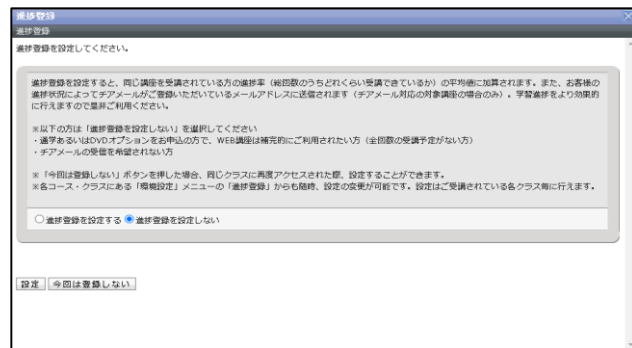 進捗登録
進捗登録
進捗登録を設定してください。
進捗登録を設定すると、同じ講座を受講されている方の進捗率（総回数のうちどれくらい受講できているか）の平均値に加算されます。また、お客様の
進捗状況によってチアメールがご登録いただいているメールアドレスに送信されます（チアメール対応の対象講座の場合のみ）。学習進捗をより効果的
に行えますので是非ご利用ください。
※以下の方は「進捗登録を設定しない」を選択してください
・通学あるいはDVDオプションをお申込の方で、WEB講座は補完的にご利用されたい方（全回数の受講予定がない方）
・チアメールの受信を希望されない方
※「今回は登録しない」ボタンを押した場合、同じクラスに再度アクセスされた際、設定することができます。
※各コース・クラスにある「環境設定」メニューの「進捗登録」からも随時、設定の変更が可能です。設定はご受講されている各クラス毎に行えます。
進捗登録を設定する 進捗登録を設定しない
設定 今回は登録しない